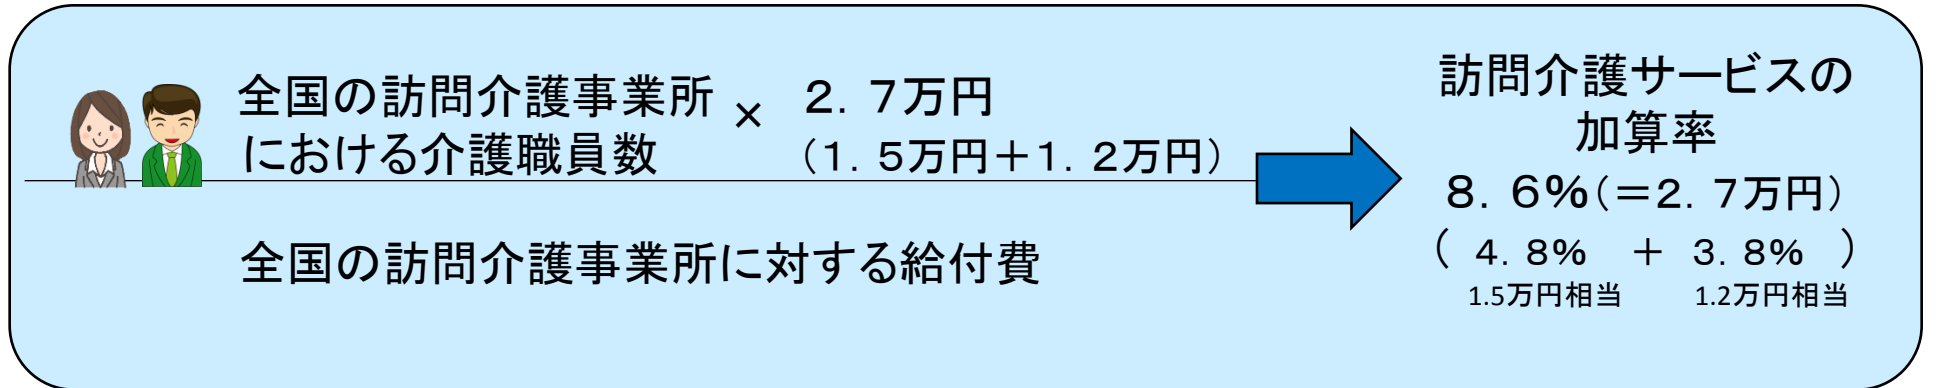 全国の訪問介護事業所
における介護職員数
×
２．７万円
（１．５万円＋１．２万円）
全国の訪問介護事業所に対する給付費
訪問介護サービスの
加算率
８．６％（＝２．７万円）
（ ４．８％ ＋ ３．８％ ）
1.5万円相当 1.2万円相当